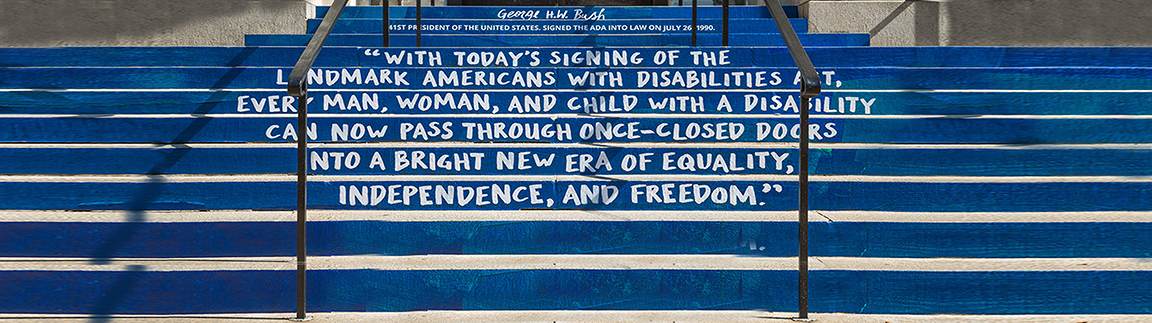 George H.W. Bush
41ST PRESIDENT OF THE UNITED STATES. SIGNED THE ADA INTO LAW ON JULY 26 1990.
“WITH TODAY’S SIGNING OF THE
LANDMARK AMERICANS WITH DISABILITIES ACT,
EVERY MAN, WOMAN, AND CHILD WITH A DISABILITY
CAN NOW PASS THROUGH ONCE-CLOSED DOORS
INTO A BRIGHT NEW ERA OF EQUALITY,
INDEPENDENCE, AND FREEDOM.”